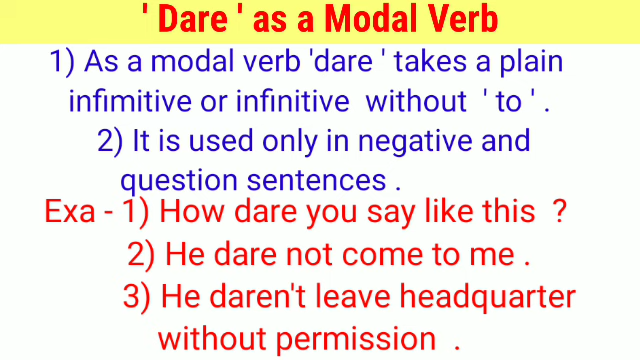 ' Dare ' as a Modal Verb
1) As a modal verb 'dare ' takes a plain
infimitive or infinitive without ' to ' .
2) It is used only in negative and
question sentences .
Exa - 1) How dare you say like this ?
2) He dare not come to me .
3) He daren't leave headquarter
without permission .